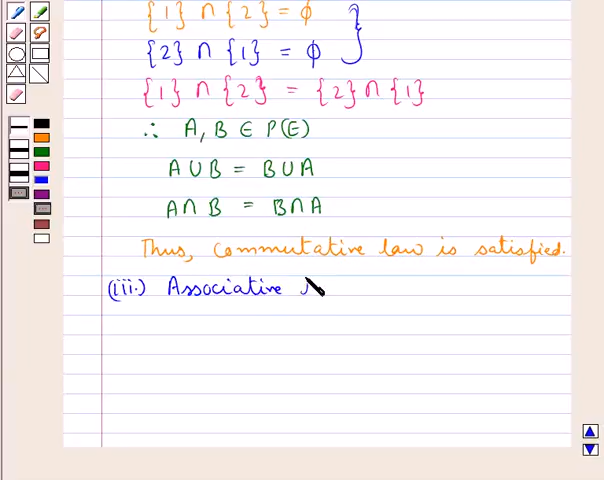 {1} ∩ {2} = ϕ
{2} ∩ {1} = ϕ
{1} ∩ {2} = {2} ∩ {1}
∴ A, B ∈ P(E)
A ∪ B = B ∪ A
A ∩ B = B ∩ A
Thus, commutative law is satisfied.
(iii.) Associative